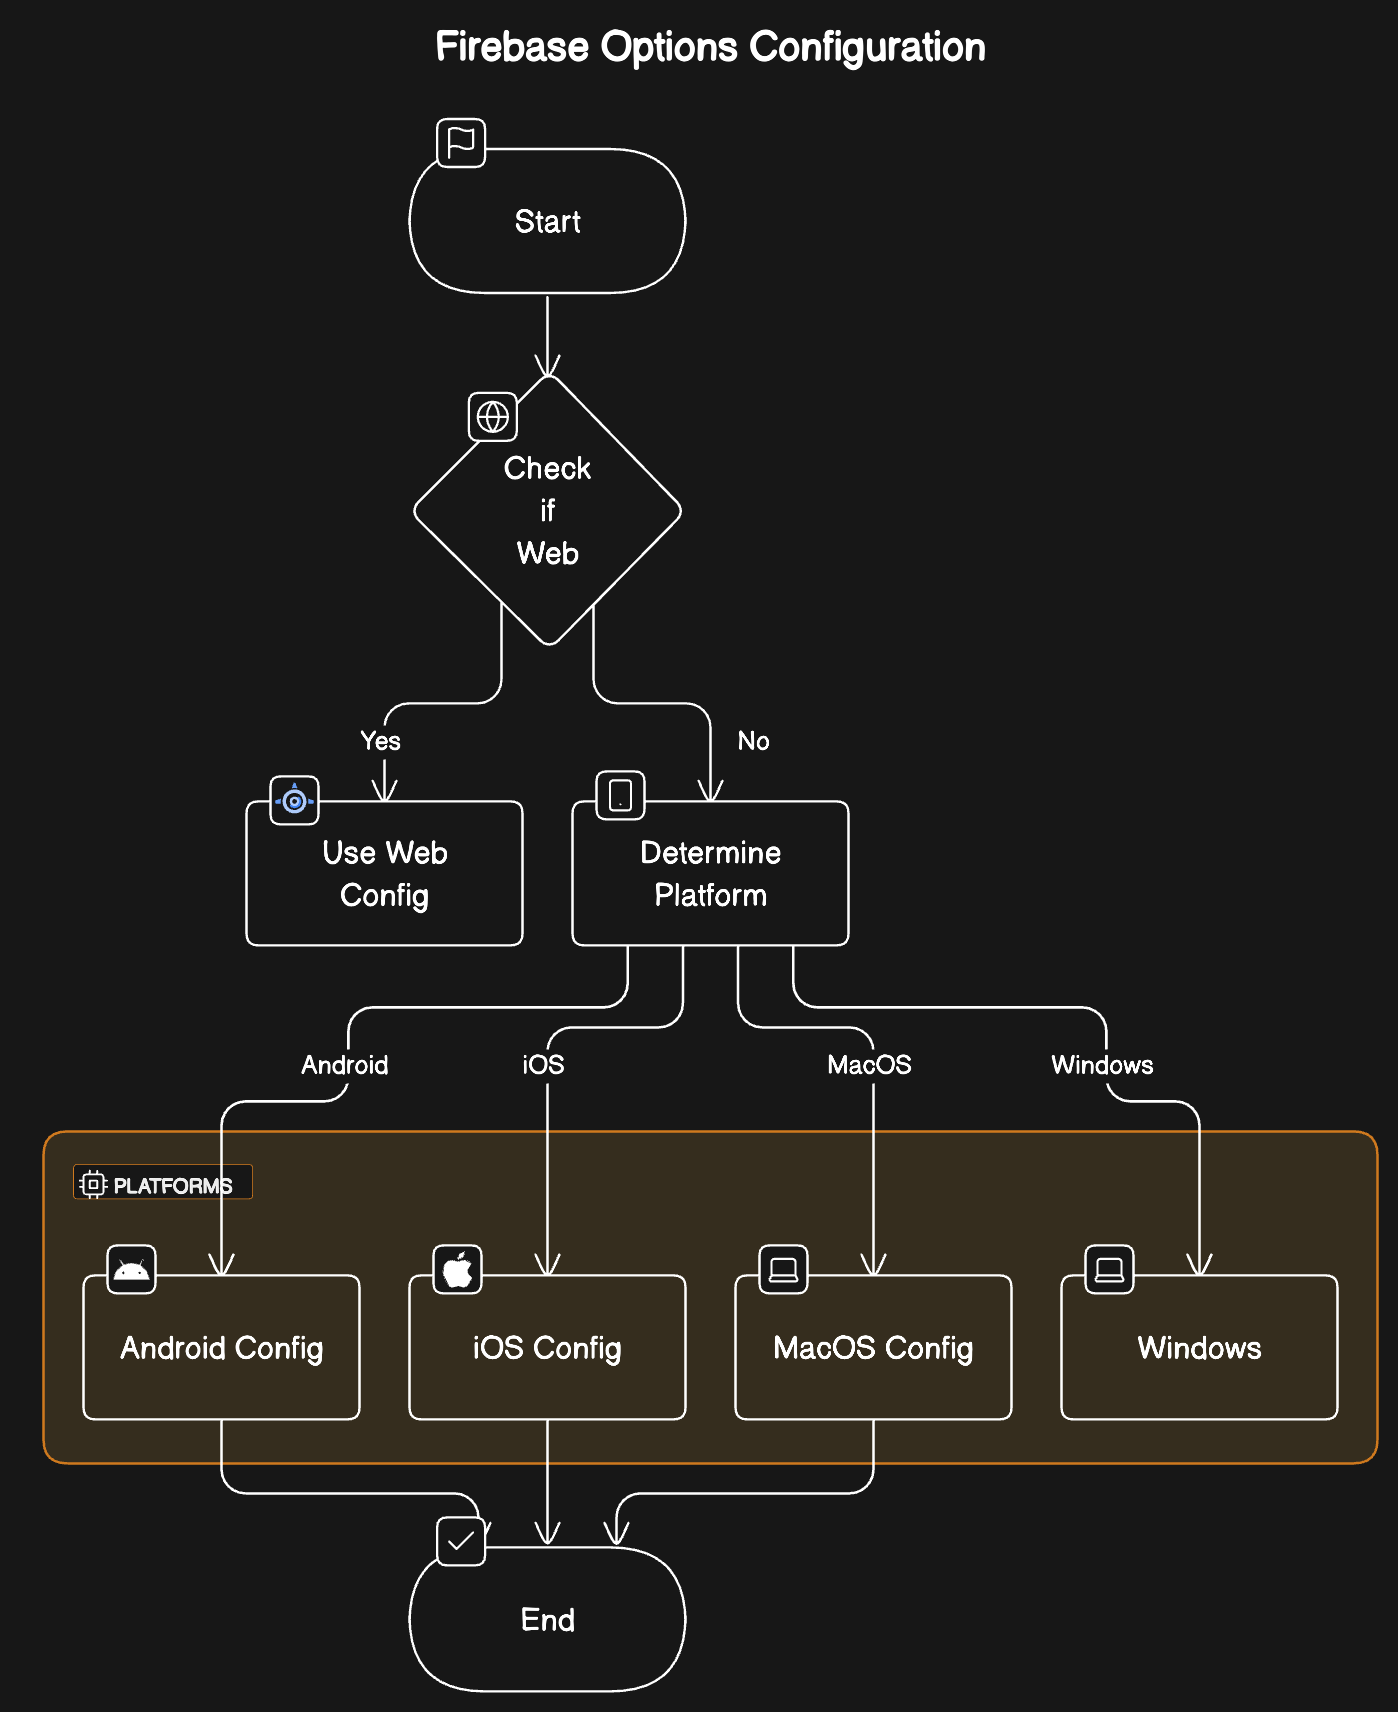 Firebase Options Configuration
Start
Check
if
Web
Yes
No
Use Web
Config
Determine
Platform
Android
iOS
MacOS
Windows
PLATFORMS
Android Config
iOS Config
MacOS Config
Windows
End